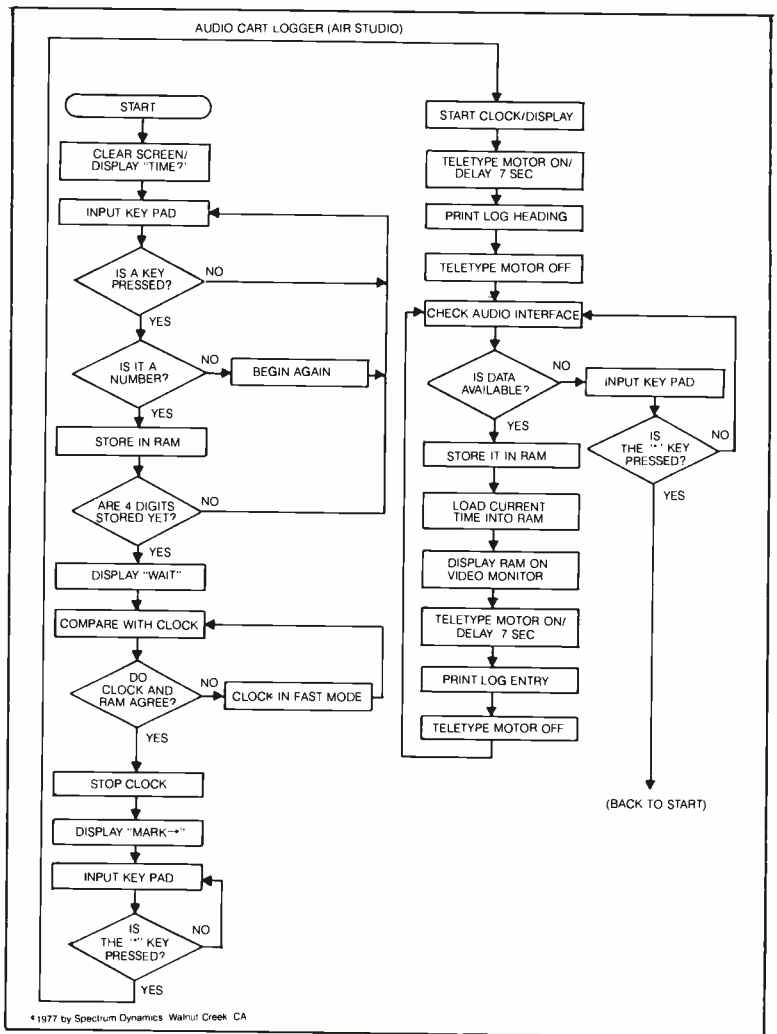 AUDIO CART LOGGER (AIR STUDIO)
START
CLEAR SCREEN/
DISPLAY "TIME?"
INPUT KEY PAD
IS A KEY
PRESSED?
NO
YES
IS IT A
NUMBER?
NO
BEGIN AGAIN
YES
STORE IN RAM
ARE 4 DIGITS
STORED YET?
NO
YES
DISPLAY "WAIT"
COMPARE WITH CLOCK
DO
CLOCK AND
RAM AGREE?
NO
CLOCK IN FAST MODE
YES
STOP CLOCK
DISPLAY "MARK→"
INPUT KEY PAD
IS
THE "*" KEY
PRESSED?
NO
YES
START CLOCK/DISPLAY
TELETYPE MOTOR ON/
DELAY 7 SEC
PRINT LOG HEADING
TELETYPE MOTOR OFF
CHECK AUDIO INTERFACE
IS DATA
AVAILABLE?
NO
INPUT KEY PAD
IS
THE "*" KEY
PRESSED?
NO
YES
(BACK TO START)
YES
STORE IT IN RAM
LOAD CURRENT
TIME INTO RAM
DISPLAY RAM ON
VIDEO MONITOR
TELETYPE MOTOR ON/
DELAY 7 SEC
PRINT LOG ENTRY
TELETYPE MOTOR OFF
©1977 by Spectrum Dynamics Walnut Creek CA